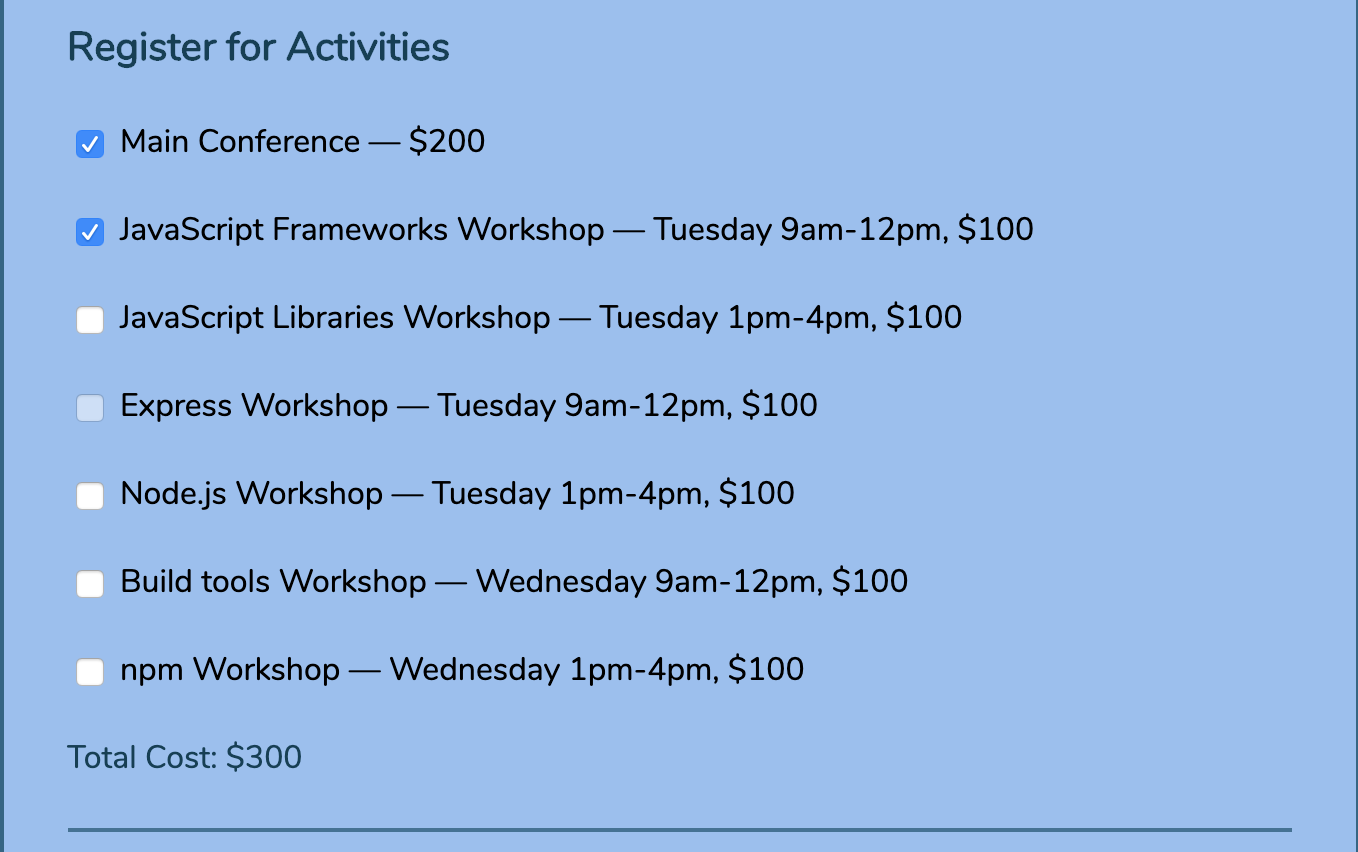 Register for Activities
Main Conference — $200
JavaScript Frameworks Workshop — Tuesday 9am-12pm, $100
JavaScript Libraries Workshop — Tuesday 1pm-4pm, $100
Express Workshop — Tuesday 9am-12pm, $100
Node.js Workshop — Tuesday 1pm-4pm, $100
Build tools Workshop — Wednesday 9am-12pm, $100
npm Workshop — Wednesday 1pm-4pm, $100
Total Cost: $300